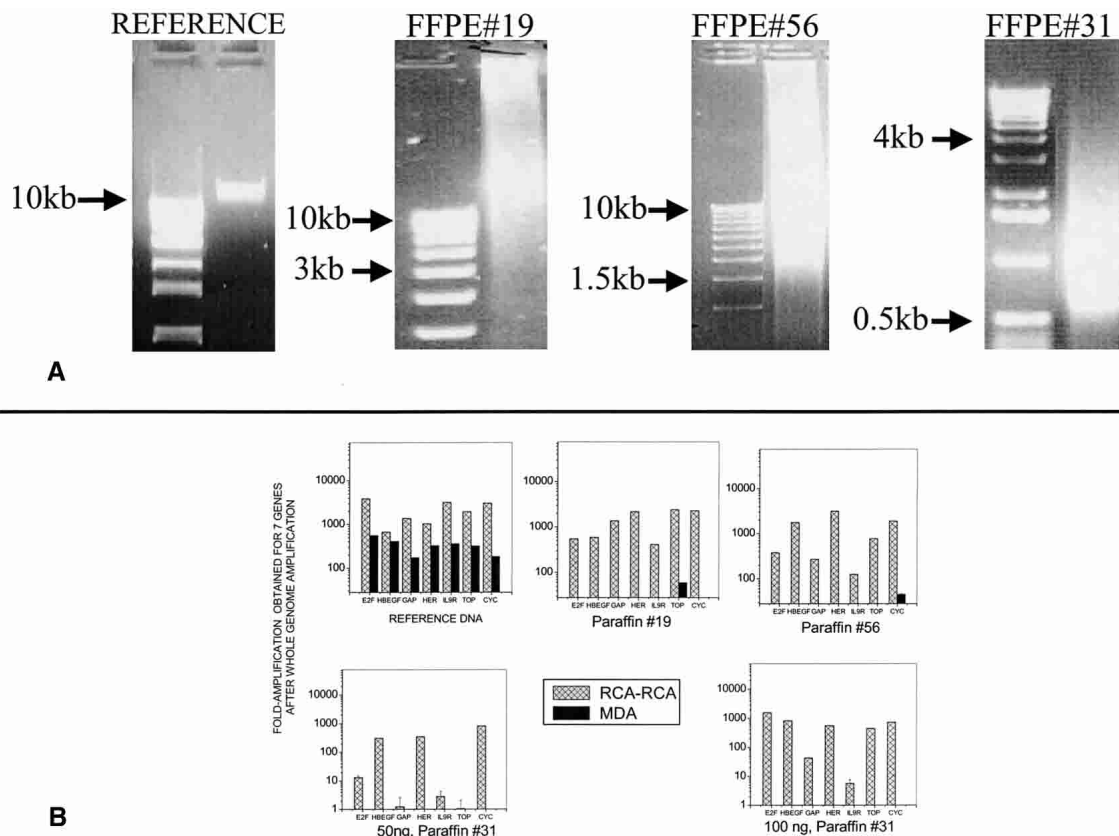 REFERENCE
FFPE#19
FFPE#56
FFPE#31
10kb
10kb
3kb
10kb
1.5kb
4kb
0.5kb
A
FOLD-AMPLIFICATION OBTAINED FOR 7 GENES
AFTER WHOLE GENOME AMPLIFICATION
10000
1000
100
E2F HBEGF GAP HER IL9R TOP CYC
REFERENCE DNA
10000
1000
100
E2F HBEGF GAP HER IL9R TOP CYC
Paraffin #19
10000
1000
100
E2F HBEGF GAP HER IL9R TOP CYC
Paraffin #56
10000
1000
100
10
1
E2F HBEGF GAP HER IL9R TOP CYC
50ng, Paraffin #31
RCA-RCA
MDA
10000
1000
100
10
1
E2F HBEGF GAP HER IL9R TOP CYC
100 ng, Paraffin #31
B